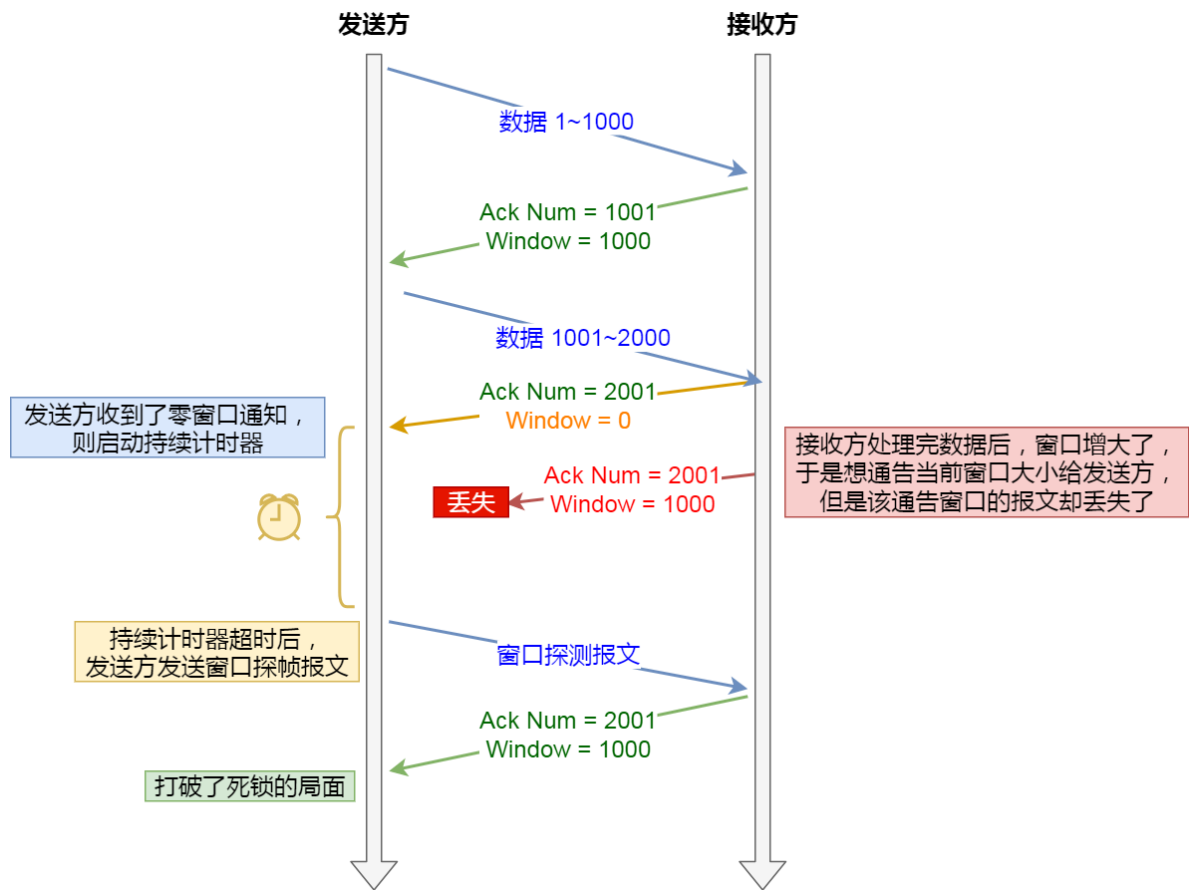 发送方
接收方
数据 1~1000
Ack Num = 1001
Window = 1000
数据 1001~2000
Ack Num = 2001
Window = 0
发送方收到了零窗口通知，
则启动持续计时器
Ack Num = 2001
Window = 1000
丢失
接收方处理完数据后，窗口增大了，
于是想通告当前窗口大小给发送方，
但是该通告窗口的报文却丢失了
持续计时器超时后，
发送方发送窗口探帧报文
窗口探测报文
Ack Num = 2001
Window = 1000
打破了死锁的局面